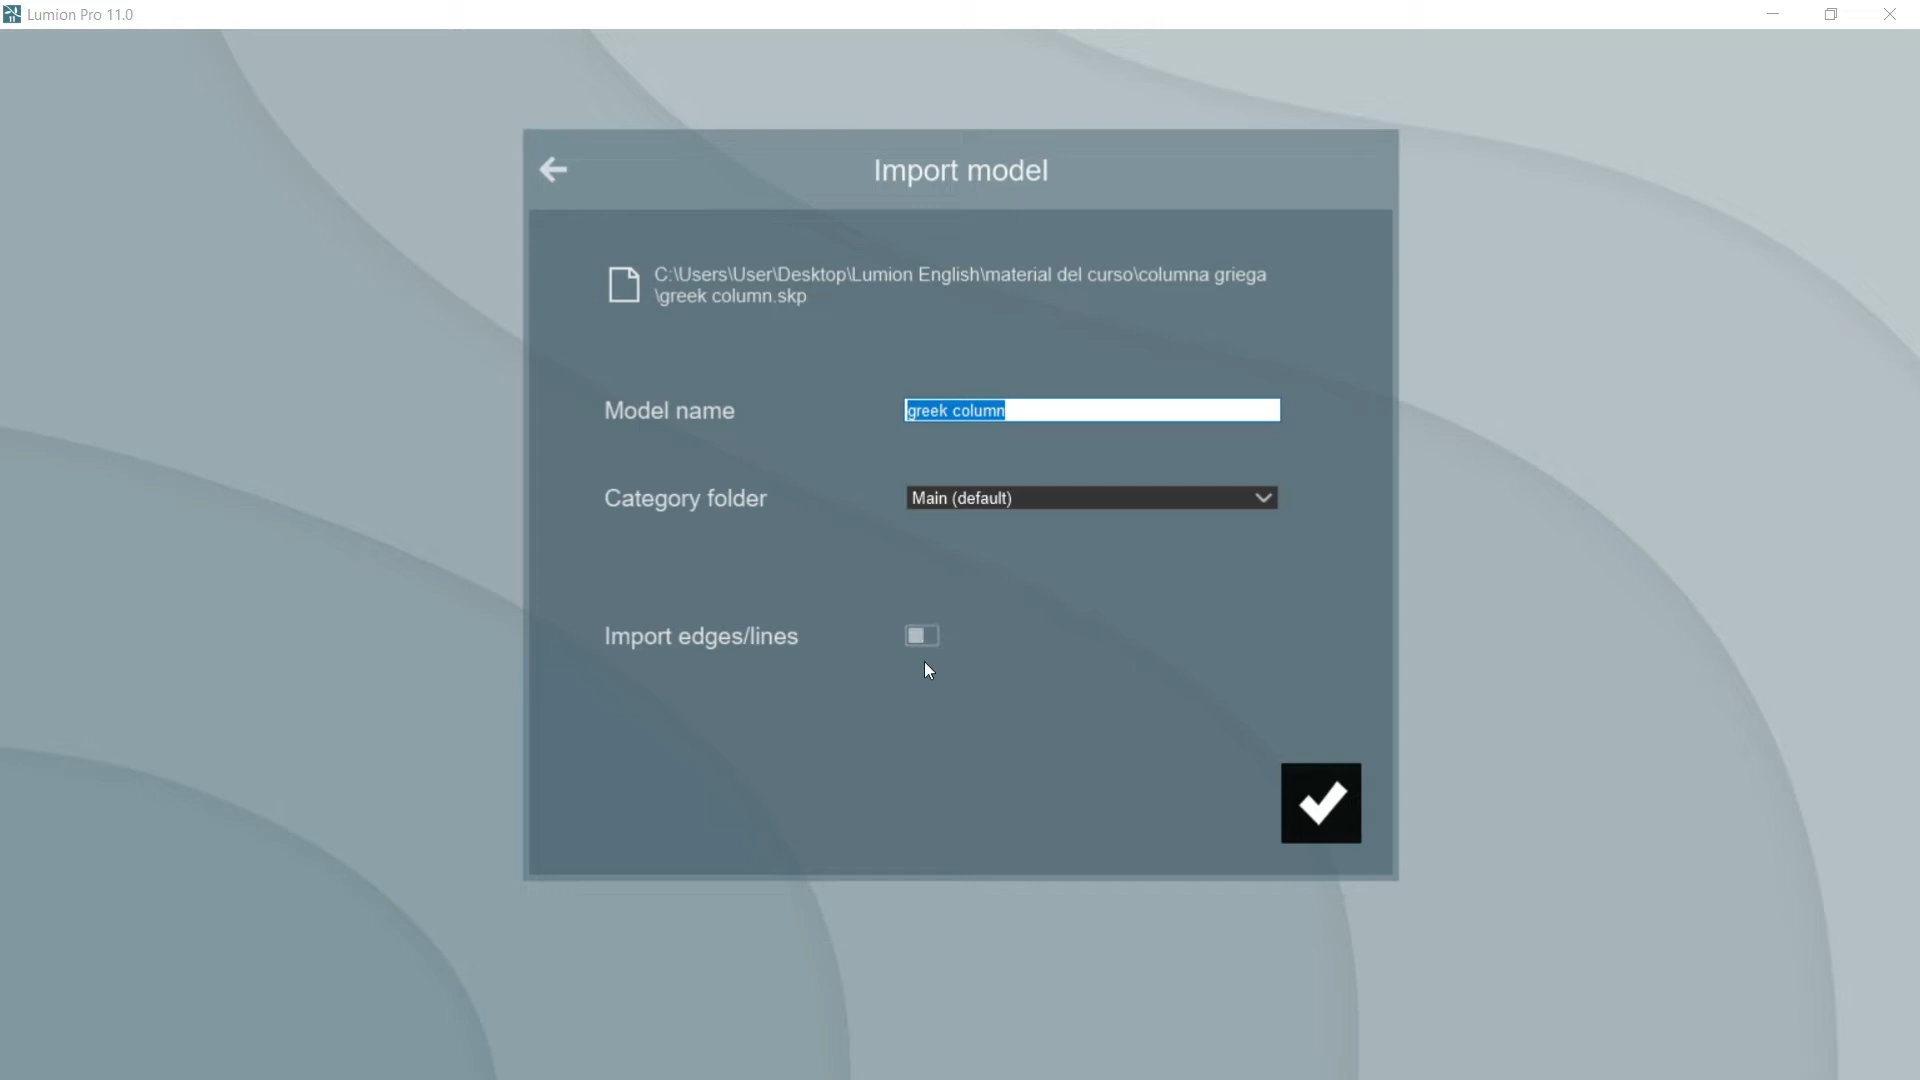 Lumion Pro 11.0
Import model
C:\Users\User\Desktop\Lumion English\material del curso\columna griega
\greek column.skp
Model name
greek column
Category folder
Main (default)
Import edges/lines